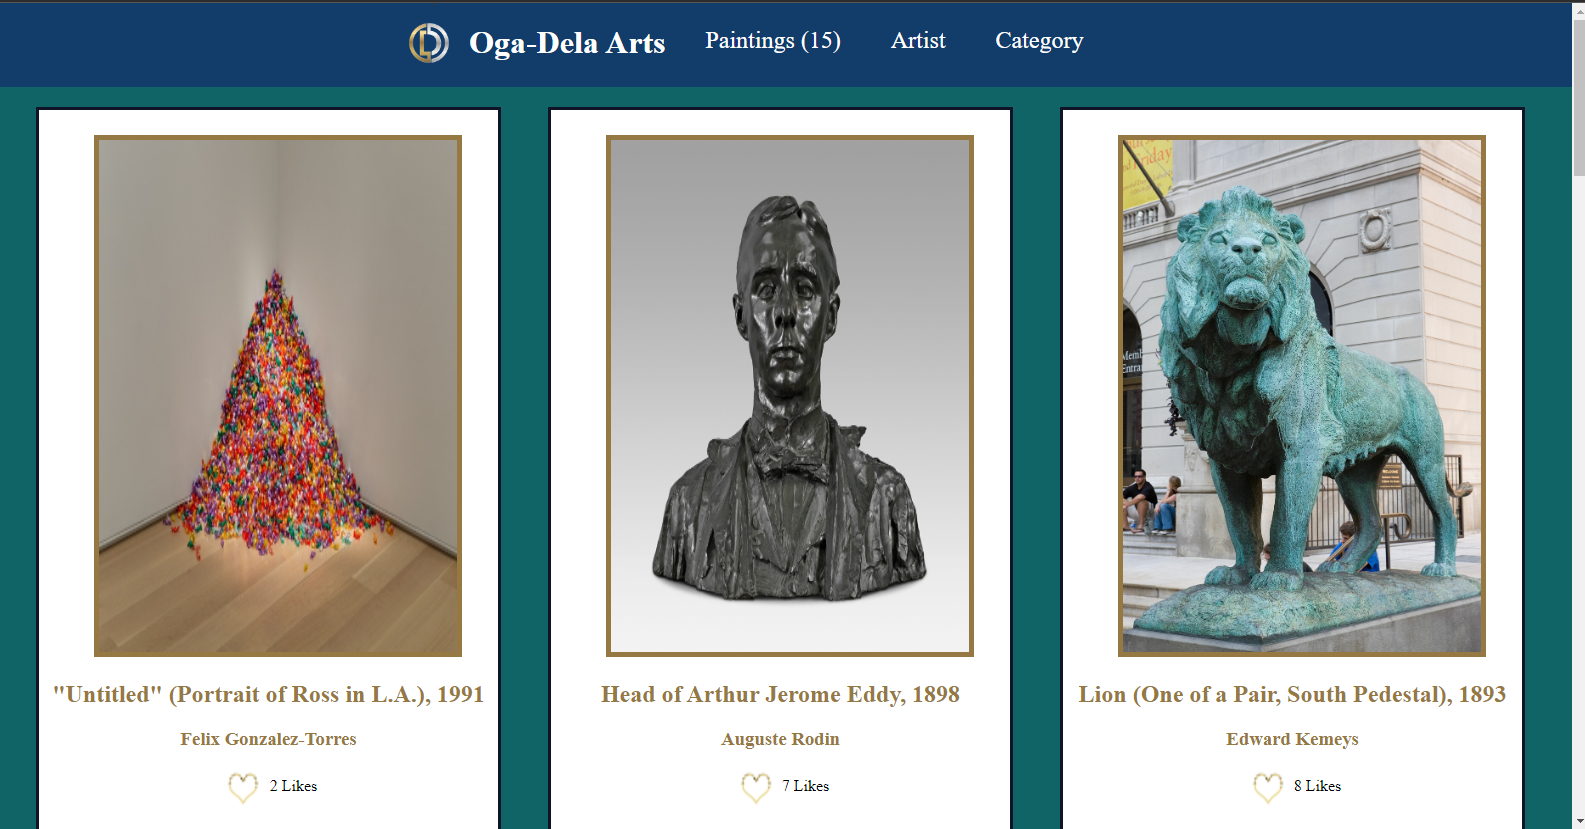 Oga-Dela Arts
Paintings (15)
Artist
Category
"Untitled" (Portrait of Ross in L.A.), 1991
Felix Gonzalez-Torres
2 Likes
Head of Arthur Jerome Eddy, 1898
Auguste Rodin
7 Likes
Friday
Lion (One of a Pair, South Pedestal), 1893
Edward Kemeys
8 Likes